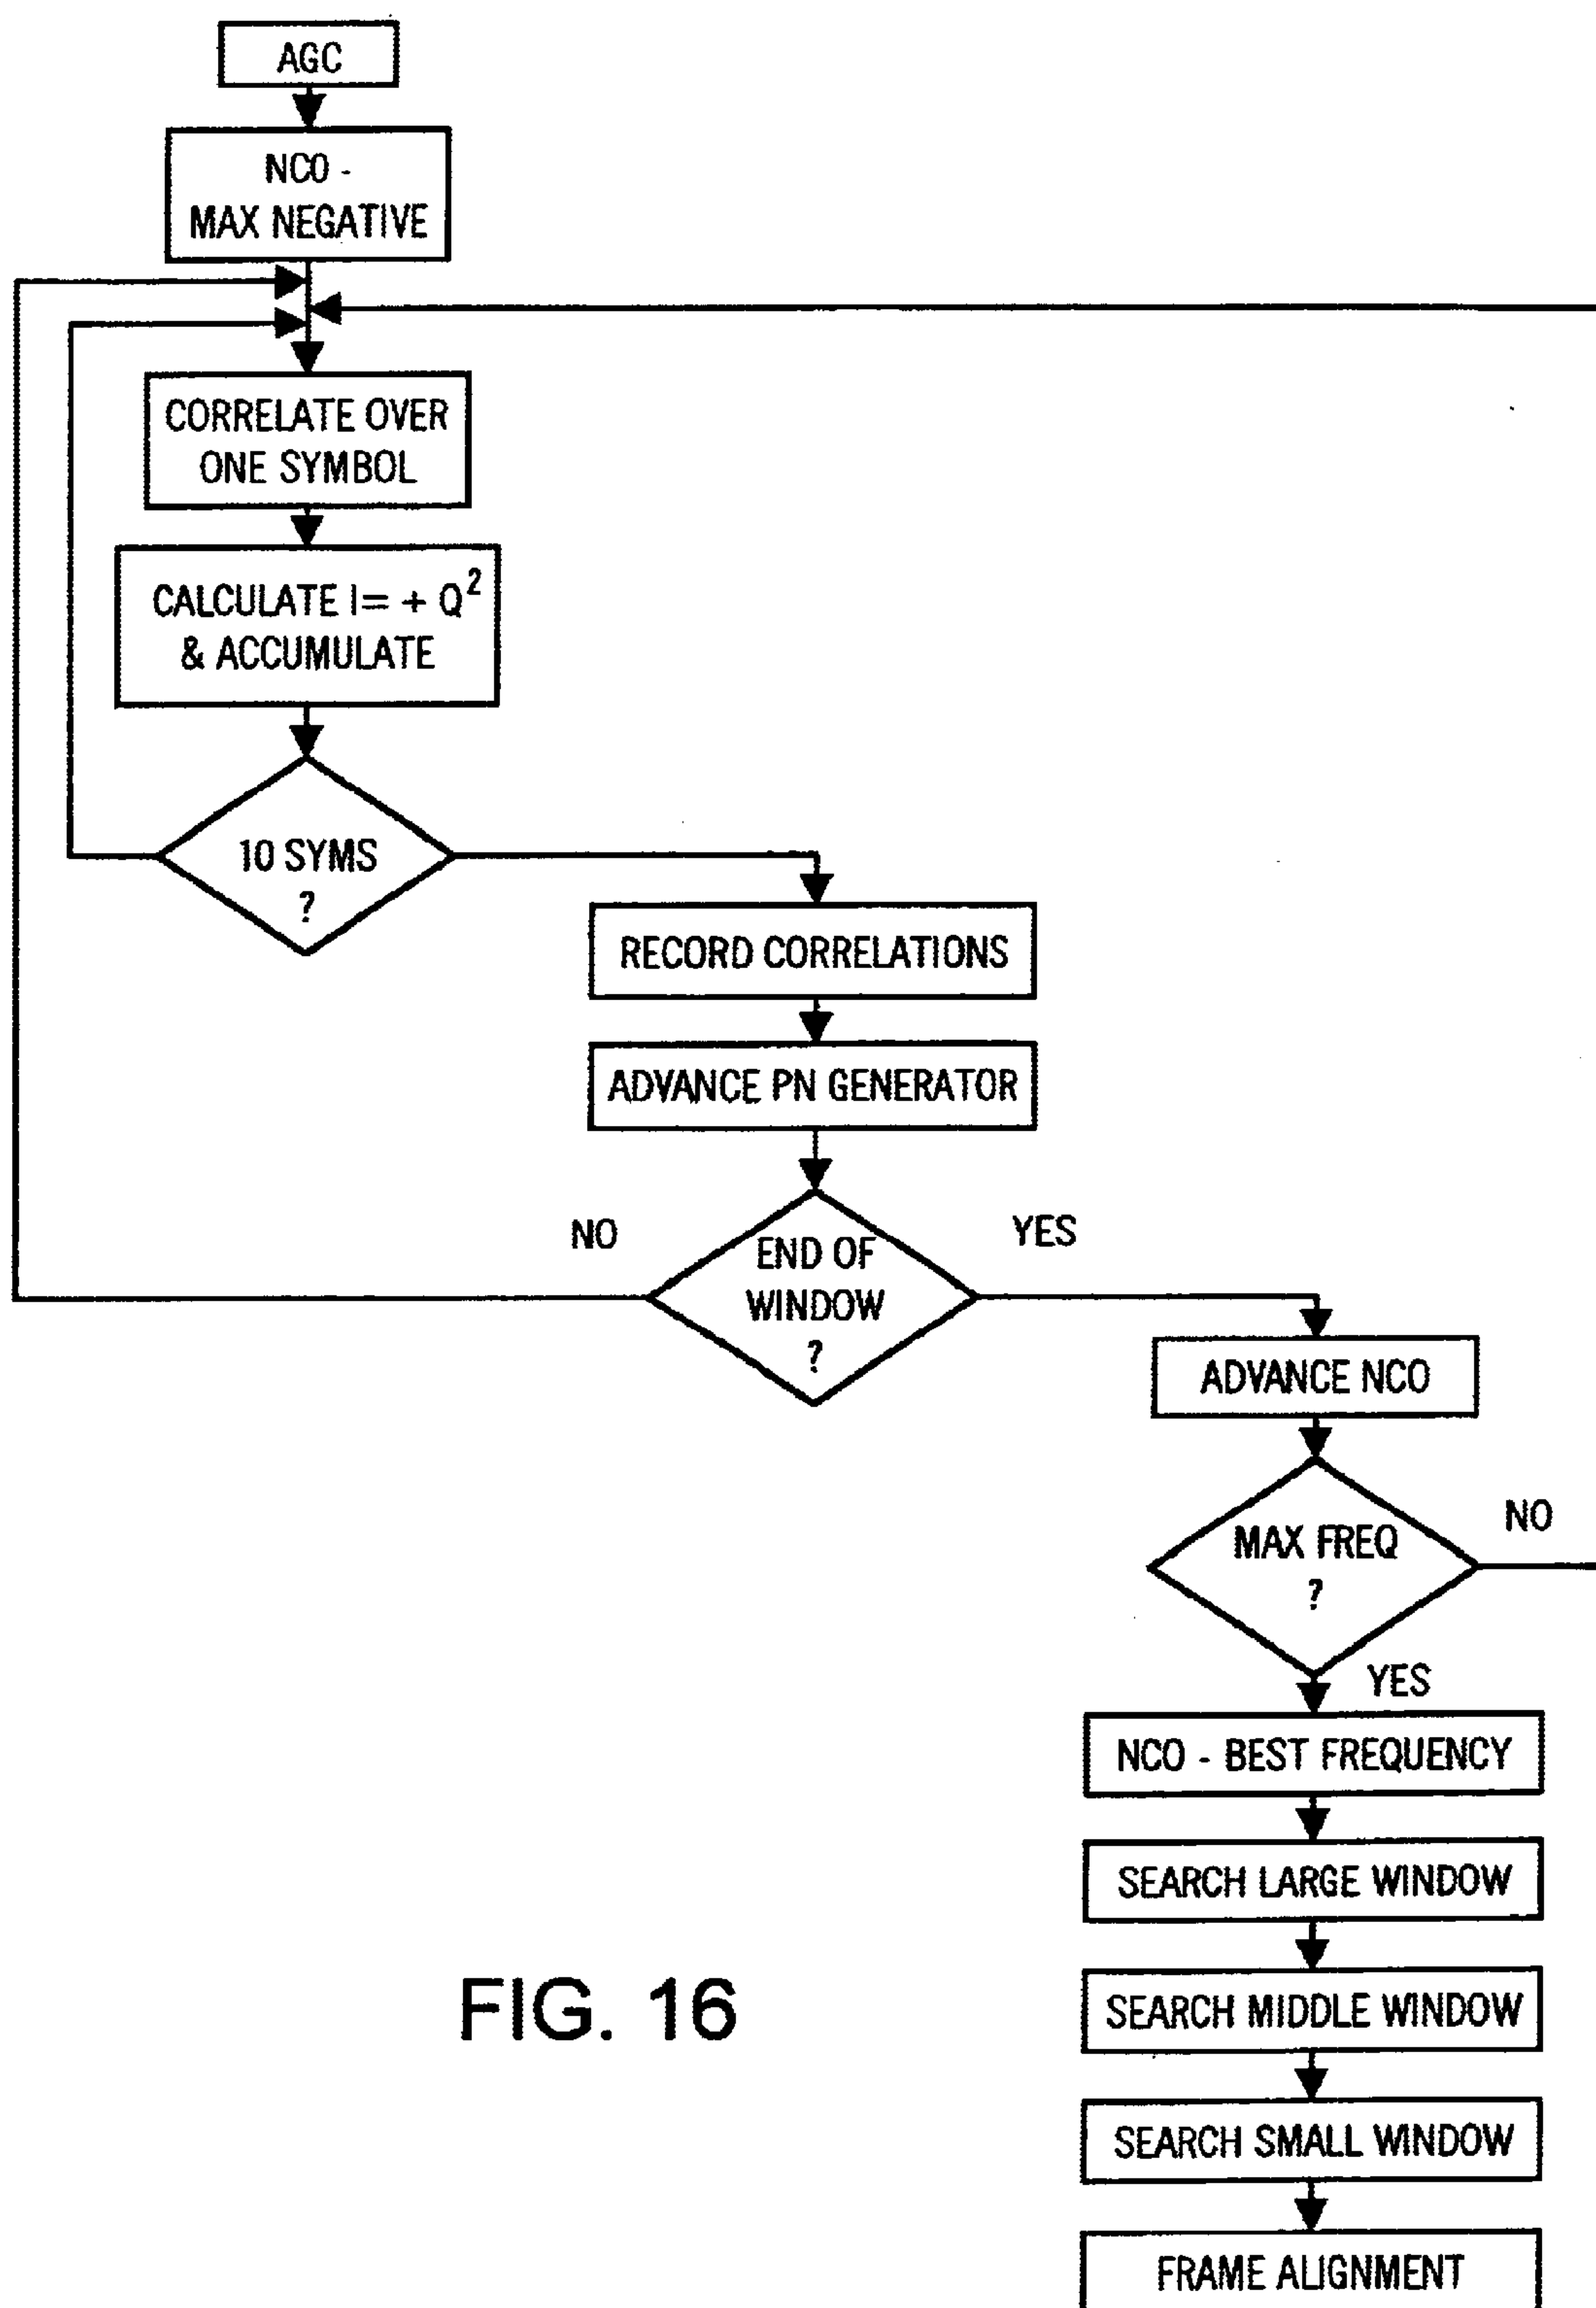 AGC
NCO -
MAX NEGATIVE
CORRELATE OVER
ONE SYMBOL
CALCULATE I= + Q²
& ACCUMULATE
10 SYMS
?
RECORD CORRELATIONS
ADVANCE PN GENERATOR
NO
YES
END OF
WINDOW
?
ADVANCE NCO
MAX FREQ
?
NO
YES
NCO - BEST FREQUENCY
SEARCH LARGE WINDOW
SEARCH MIDDLE WINDOW
SEARCH SMALL WINDOW
FRAME ALIGNMENT
FIG. 16